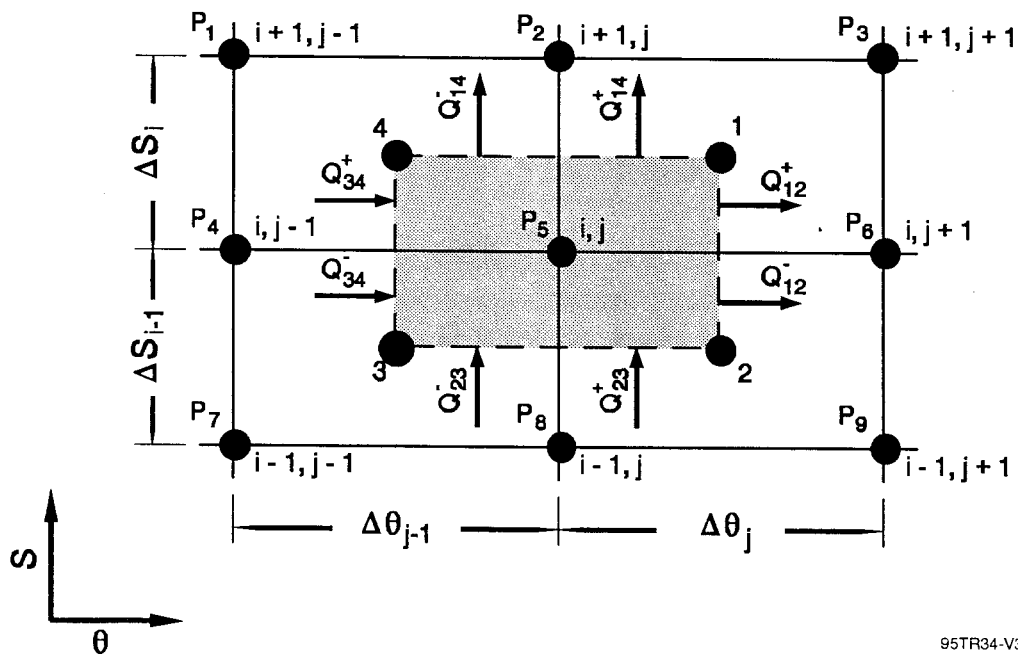 P₁ i + 1, j - 1 P₂ i + 1, j P₃ i + 1, j + 1
Q⁻₁₄ Q⁺₁₄
ΔSᵢ
4 1
Q⁺₃₄ Q⁺₁₂
P₄ i, j - 1 P₅ i, j P₆ i, j + 1
Q⁻₃₄ Q⁻₁₂
ΔSᵢ₋₁
3 2
Q⁻₂₃ Q⁺₂₃
P₇ i - 1, j - 1 P₈ i - 1, j P₉ i - 1, j + 1
Δθⱼ₋₁ Δθⱼ
S
θ
95TR34-V3